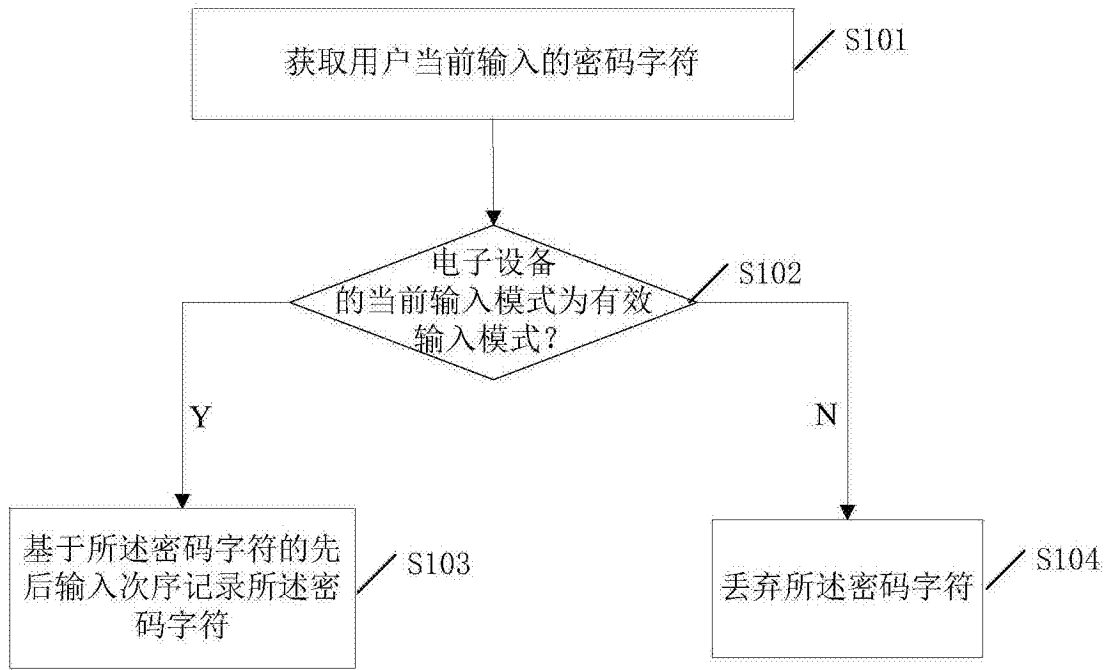 获取用户当前输入的密码字符
S101
电子设备
的当前输入模式为有效
输入模式？
S102
Y
N
基于所述密码字符的先
后输入次序记录所述密
码字符
S103
丢弃所述密码字符
S104